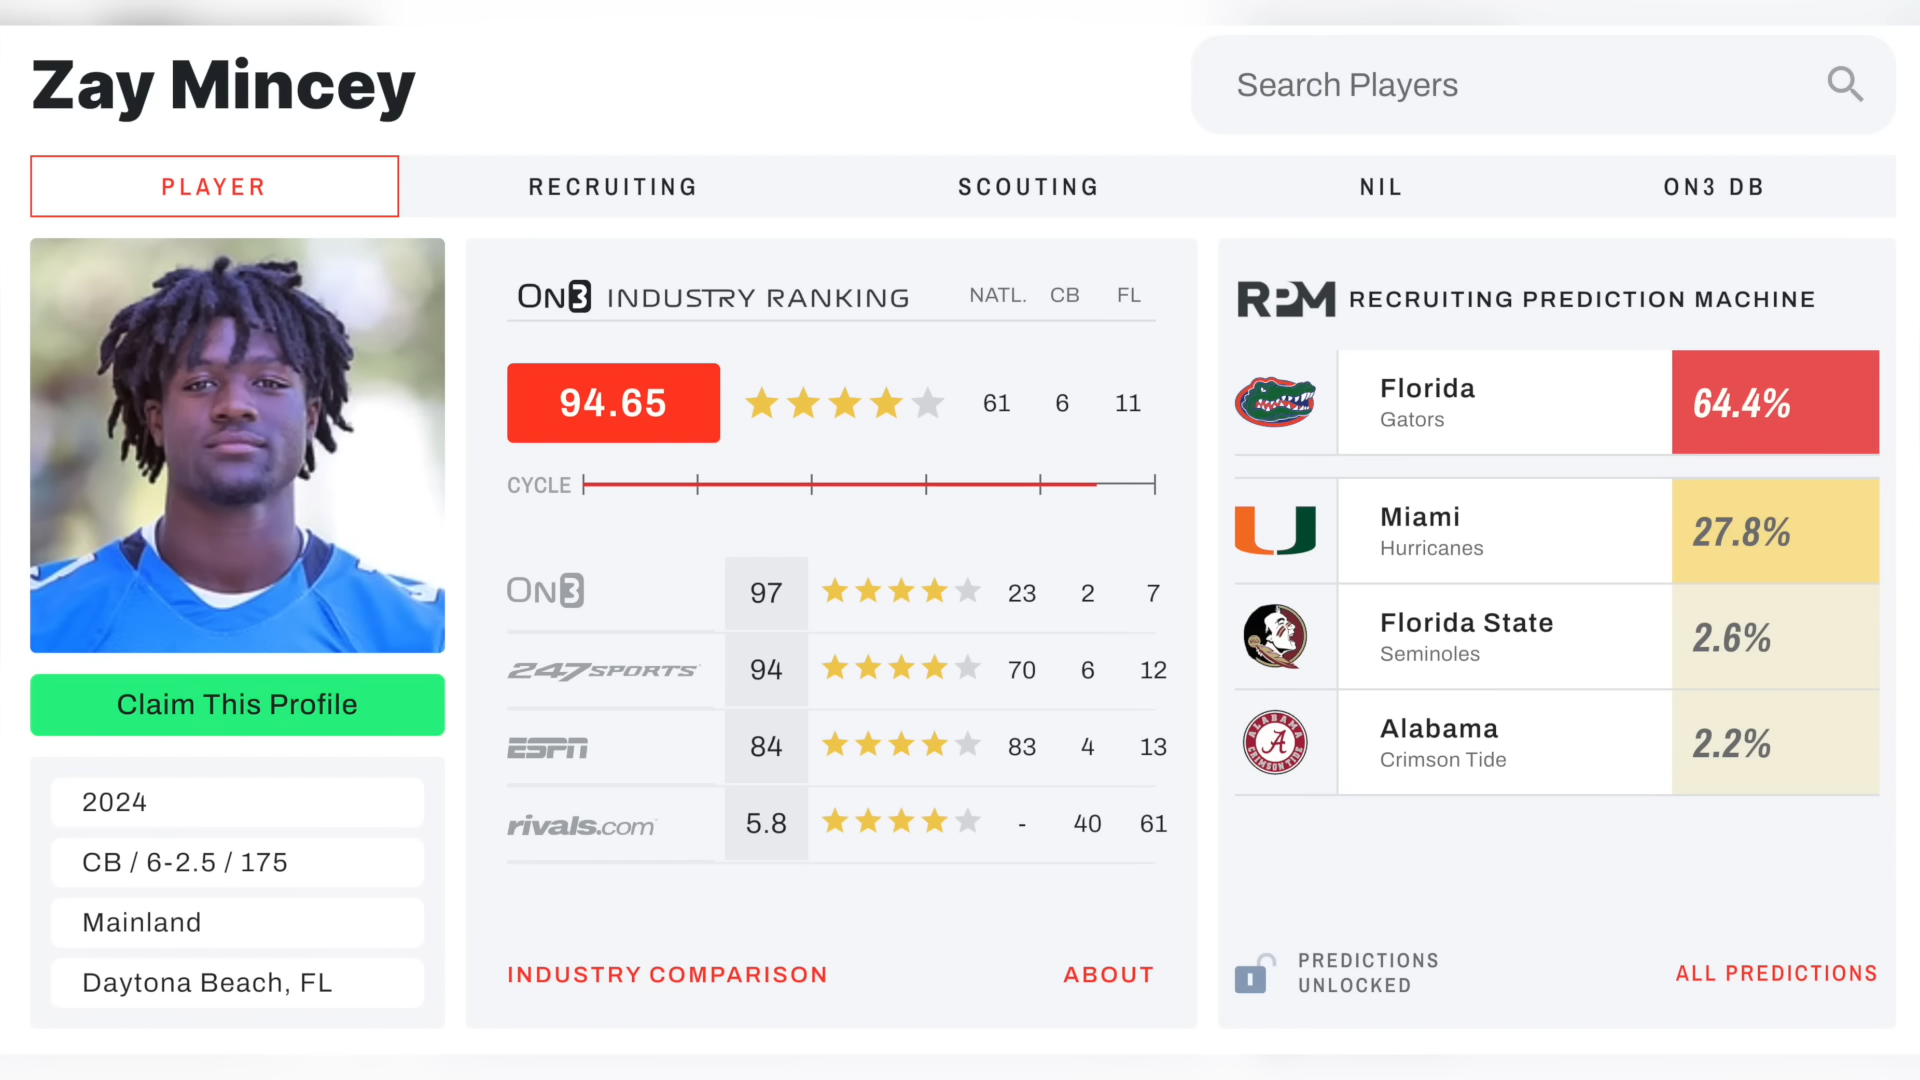 Zay Mincey
Search Players
PLAYER
RECRUITING
SCOUTING
NIL
ON3 DB
Claim This Profile
2024
CB / 6-2.5 / 175
Mainland
Daytona Beach, FL
ON3 INDUSTRY RANKING NATL. CB FL
94.65 61 6 11
CYCLE
ON3 97 23 2 7
247SPORTS 94 70 6 12
ESPN 84 83 4 13
rivals.com 5.8 - 40 61
INDUSTRY COMPARISON
ABOUT
RPM RECRUITING PREDICTION MACHINE
Florida
Gators
64.4%
U
Miami
Hurricanes
27.8%
Florida State
Seminoles
2.6%
ALABAMA
A
CRIMSON TIDE
Alabama
Crimson Tide
2.2%
PREDICTIONS
UNLOCKED
ALL PREDICTIONS